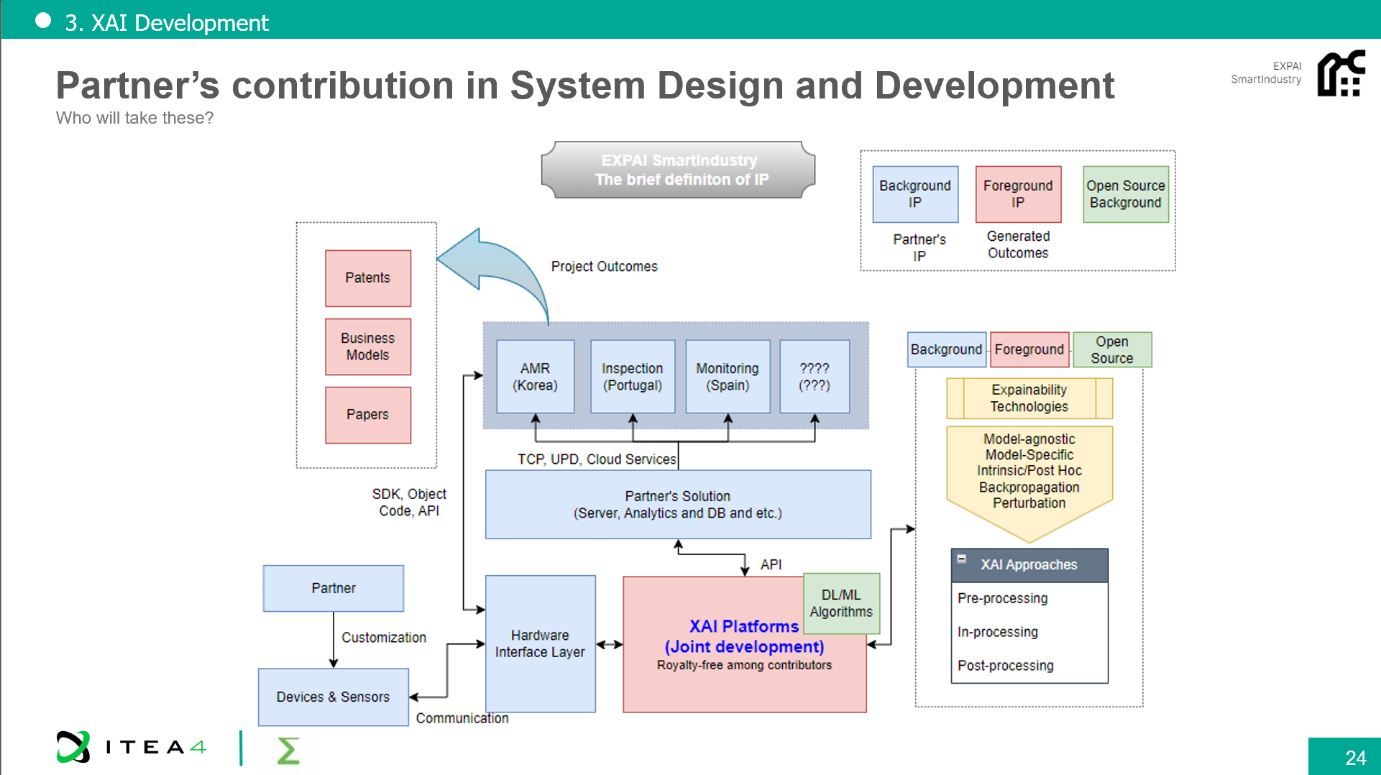 3. XAI Development
Partner's contribution in System Design and Development
Who will take these?
EXPAI
SmartIndustry
EXPAI SmartIndustry
The brief definiton of IP
Background
IP
Foreground
IP
Open Source
Background
Partner's
IP
Generated
Outcomes
Patents
Business
Models
Papers
Project Outcomes
AMR
(Korea)
Inspection
(Portugal)
Monitoring
(Spain)
????
(???)
TCP, UPD, Cloud Services
SDK, Object
Code, API
Partner's Solution
(Server, Analytics and DB and etc.)
API
Partner
Customization
Devices & Sensors
Communication
Hardware
Interface Layer
XAI Platforms
(Joint development)
Royalty-free among contributors
DL/ML
Algorithms
Background
Foreground
Open
Source
Expainability
Technologies
Model-agnostic
Model-Specific
Intrinsic/Post Hoc
Backpropagation
Perturbation
XAI Approaches
Pre-processing
In-processing
Post-processing
ITEA4
Σ
24